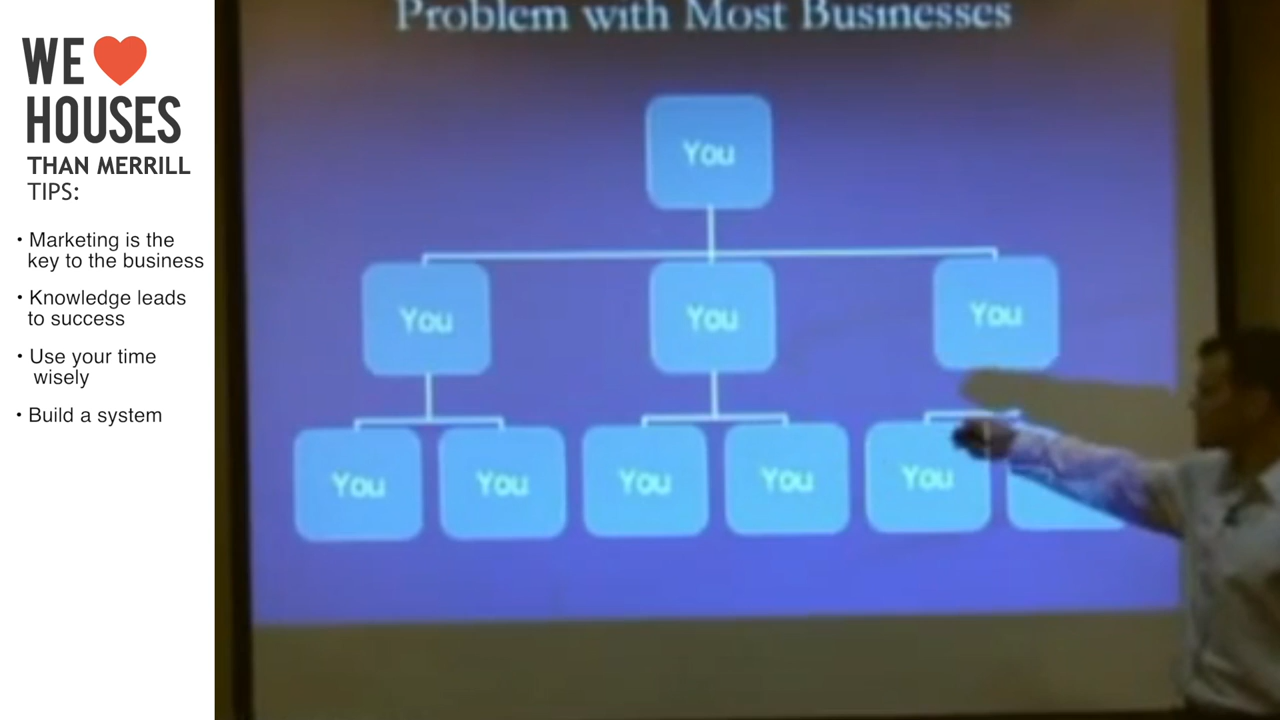 WE
HOUSES
THAN MERRILL
TIPS:
• Marketing is the
key to the business
• Knowledge leads
to success
• Use your time
wisely
• Build a system
Problem with Most Businesses
You
You
You
You
You
You
You
You
You